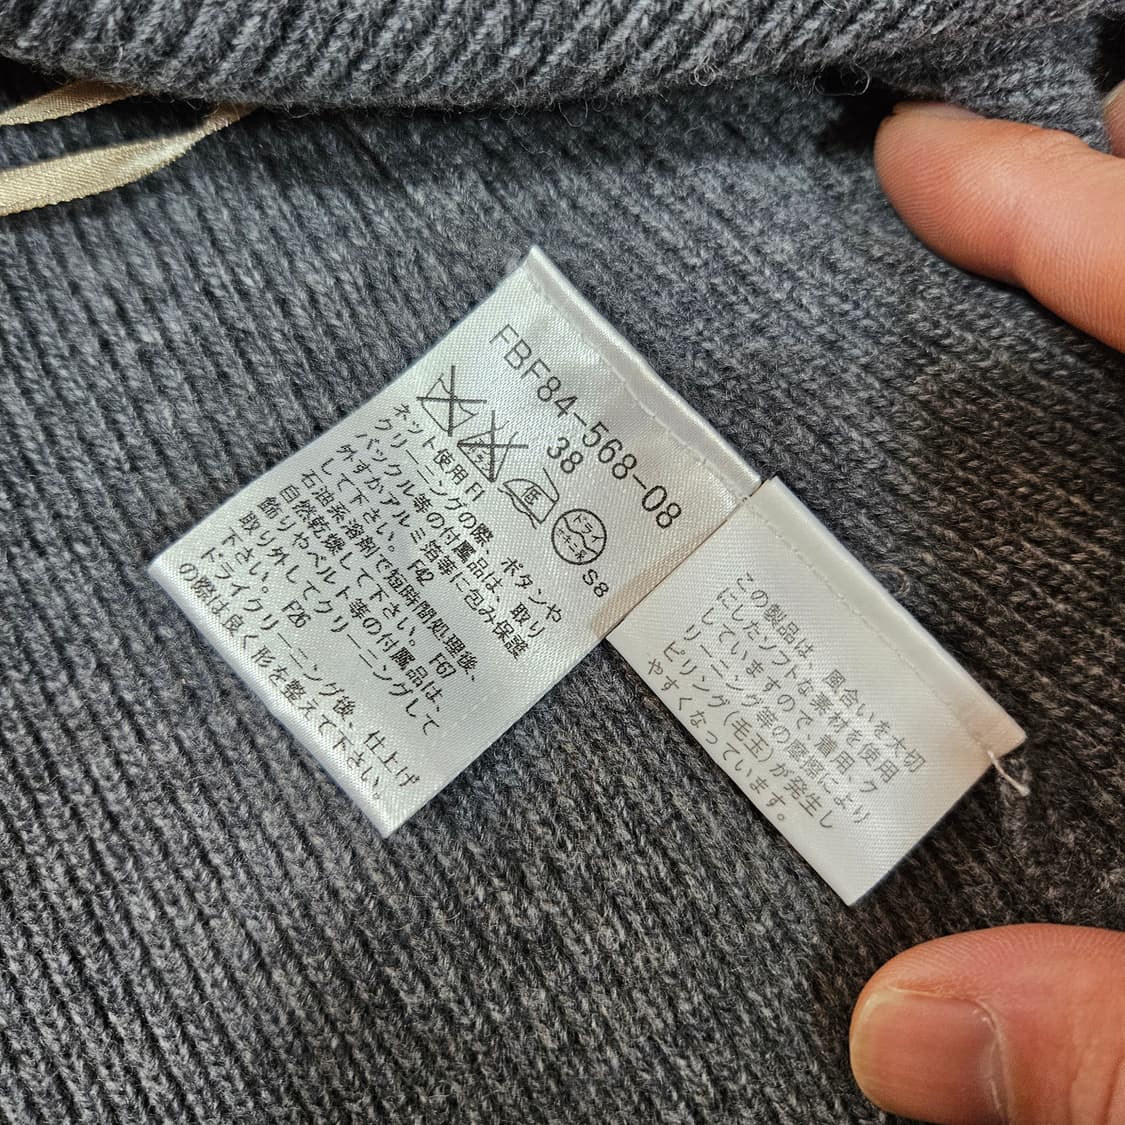 FBF84-568-08
38
低
ドライ
セキユ系
S8
ネット使用 F1
クリーニングの際、ボタンや
バックル等の付属品は、取り
外すかアルミ箔等に包み保護
して下さい。 F42
石油系溶剤で短時間処理後、
自然乾燥して下さい。 F67
飾りやベルト等の付属品は、
取り外してクリーニングして
下さい。 F26
ドライクリーニング後、仕上げ
の際は良く形を整えて下さい。
この製品は、風合いを大切
にしたソフトな素材を使用
していますので、着用、ク
リーニング等の摩擦により
ピリング(毛玉)が発生し
やすくなっています。